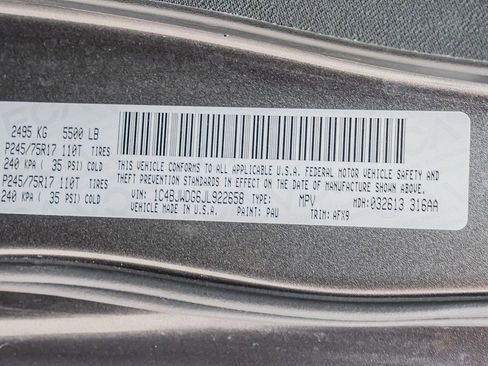 2495 KG 5500 LB
P245/75R17 110T TIRES
240 KPA ( 35 PSI) COLD
P245/75R17 110T TIRES
240 KPA ( 35 PSI) COLD
THIS VEHICLE CONFORMS TO ALL APPLICABLE U.S.A. FEDERAL MOTOR VEHICLE SAFETY AND
THEFT PREVENTION STANDARDS IN EFFECT ON THE DATE OF MANUFACTURE SHOWN ABOVE.
VIN: 1C4BJWDG6JL922658 TYPE: MPV MDH: 032613 316AA
VEHICLE MADE IN U.S.A. PAINT: PAU TRIM: AFX9